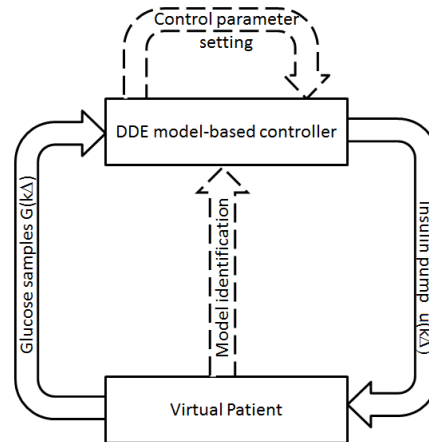 Control parameter
setting
DDE model-based controller
Glucose samples G(kΔ)
Model identification
Insulin pump u(kΔ)
Virtual Patient